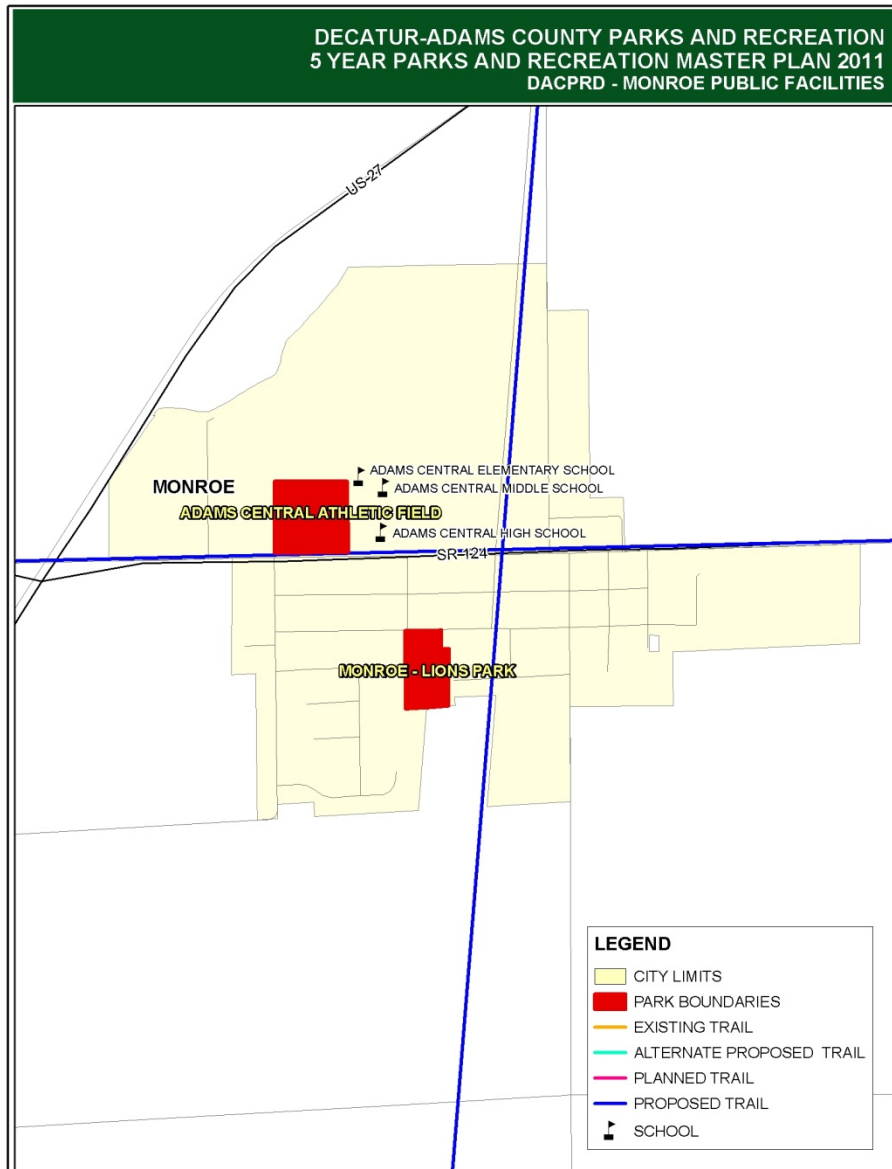 DECATUR-ADAMS COUNTY PARKS AND RECREATION
5 YEAR PARKS AND RECREATION MASTER PLAN 2011
DACPRD - MONROE PUBLIC FACILITIES
US-27
ADAMS CENTRAL ELEMENTARY SCHOOL
MONROE
ADAMS CENTRAL MIDDLE SCHOOL
ADAMS CENTRAL ATHLETIC FIELD
ADAMS CENTRAL HIGH SCHOOL
SR-124
MONROE - LIONS PARK
LEGEND
CITY LIMITS
PARK BOUNDARIES
EXISTING TRAIL
ALTERNATE PROPOSED TRAIL
PLANNED TRAIL
PROPOSED TRAIL
SCHOOL